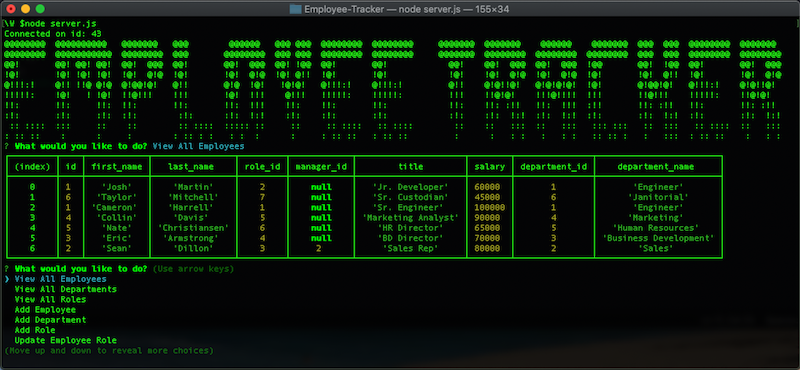 Employee-Tracker — node server.js — 155×34
[\W $node server.js
Connected on id: 43
EMPLOYEE TRACKER
? What would you like to do? View All Employees
(index) id first_name last_name role_id manager_id title salary department_id department_name
0 1 'Josh' 'Martin' 2 null 'Jr. Developer' 60000 1 'Engineer'
1 6 'Taylor' 'Mitchell' 7 null 'Sr. Custodian' 45000 6 'Janitorial'
2 1 'Cameron' 'Harrell' 1 null 'Sr. Engineer' 100000 1 'Engineer'
3 4 'Collin' 'Davis' 5 null 'Marketing Analyst' 90000 4 'Marketing'
4 5 'Nate' 'Christiansen' 6 null 'HR Director' 65000 5 'Human Resources'
5 3 'Eric' 'Armstrong' 4 null 'BD Director' 70000 3 'Business Development'
6 2 'Sean' 'Dillon' 3 2 'Sales Rep' 80000 2 'Sales'
? What would you like to do? (Use arrow keys)
❯ View All Employees
View All Departments
View All Roles
Add Employee
Add Department
Add Role
Update Employee Role
(Move up and down to reveal more choices)